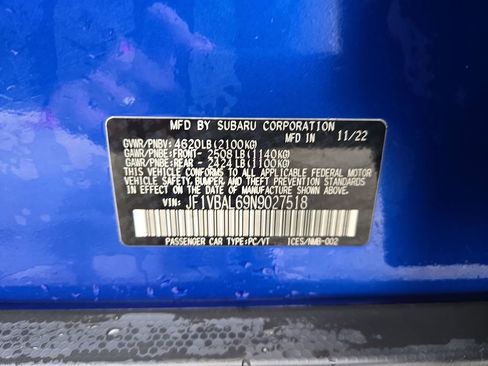 MFD BY SUBARU CORPORATION
MFD IN 11/22
GVWR/PNBV: 4620LB(2100KG)
GAWR/PNBE:FRONT- 2508LB(1140KG)
GAWR/PNBE:REAR - 2424LB(1100KG)
THIS VEHICLE CONFORMS TO ALL APPLICABLE FEDERAL MOTOR
VEHICLE SAFETY,BUMPER,AND THEFT PREVENTION STANDARDS
IN EFFECT ON THE DATE OF MANUFACTURE SHOWN ABOVE.
VIN: JF1VBAL69N9027518
PASSENGER CAR TYPE:PC/VT ICES/NMB-002